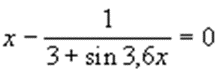 x − 1/(3 + sin 3,6x) = 0